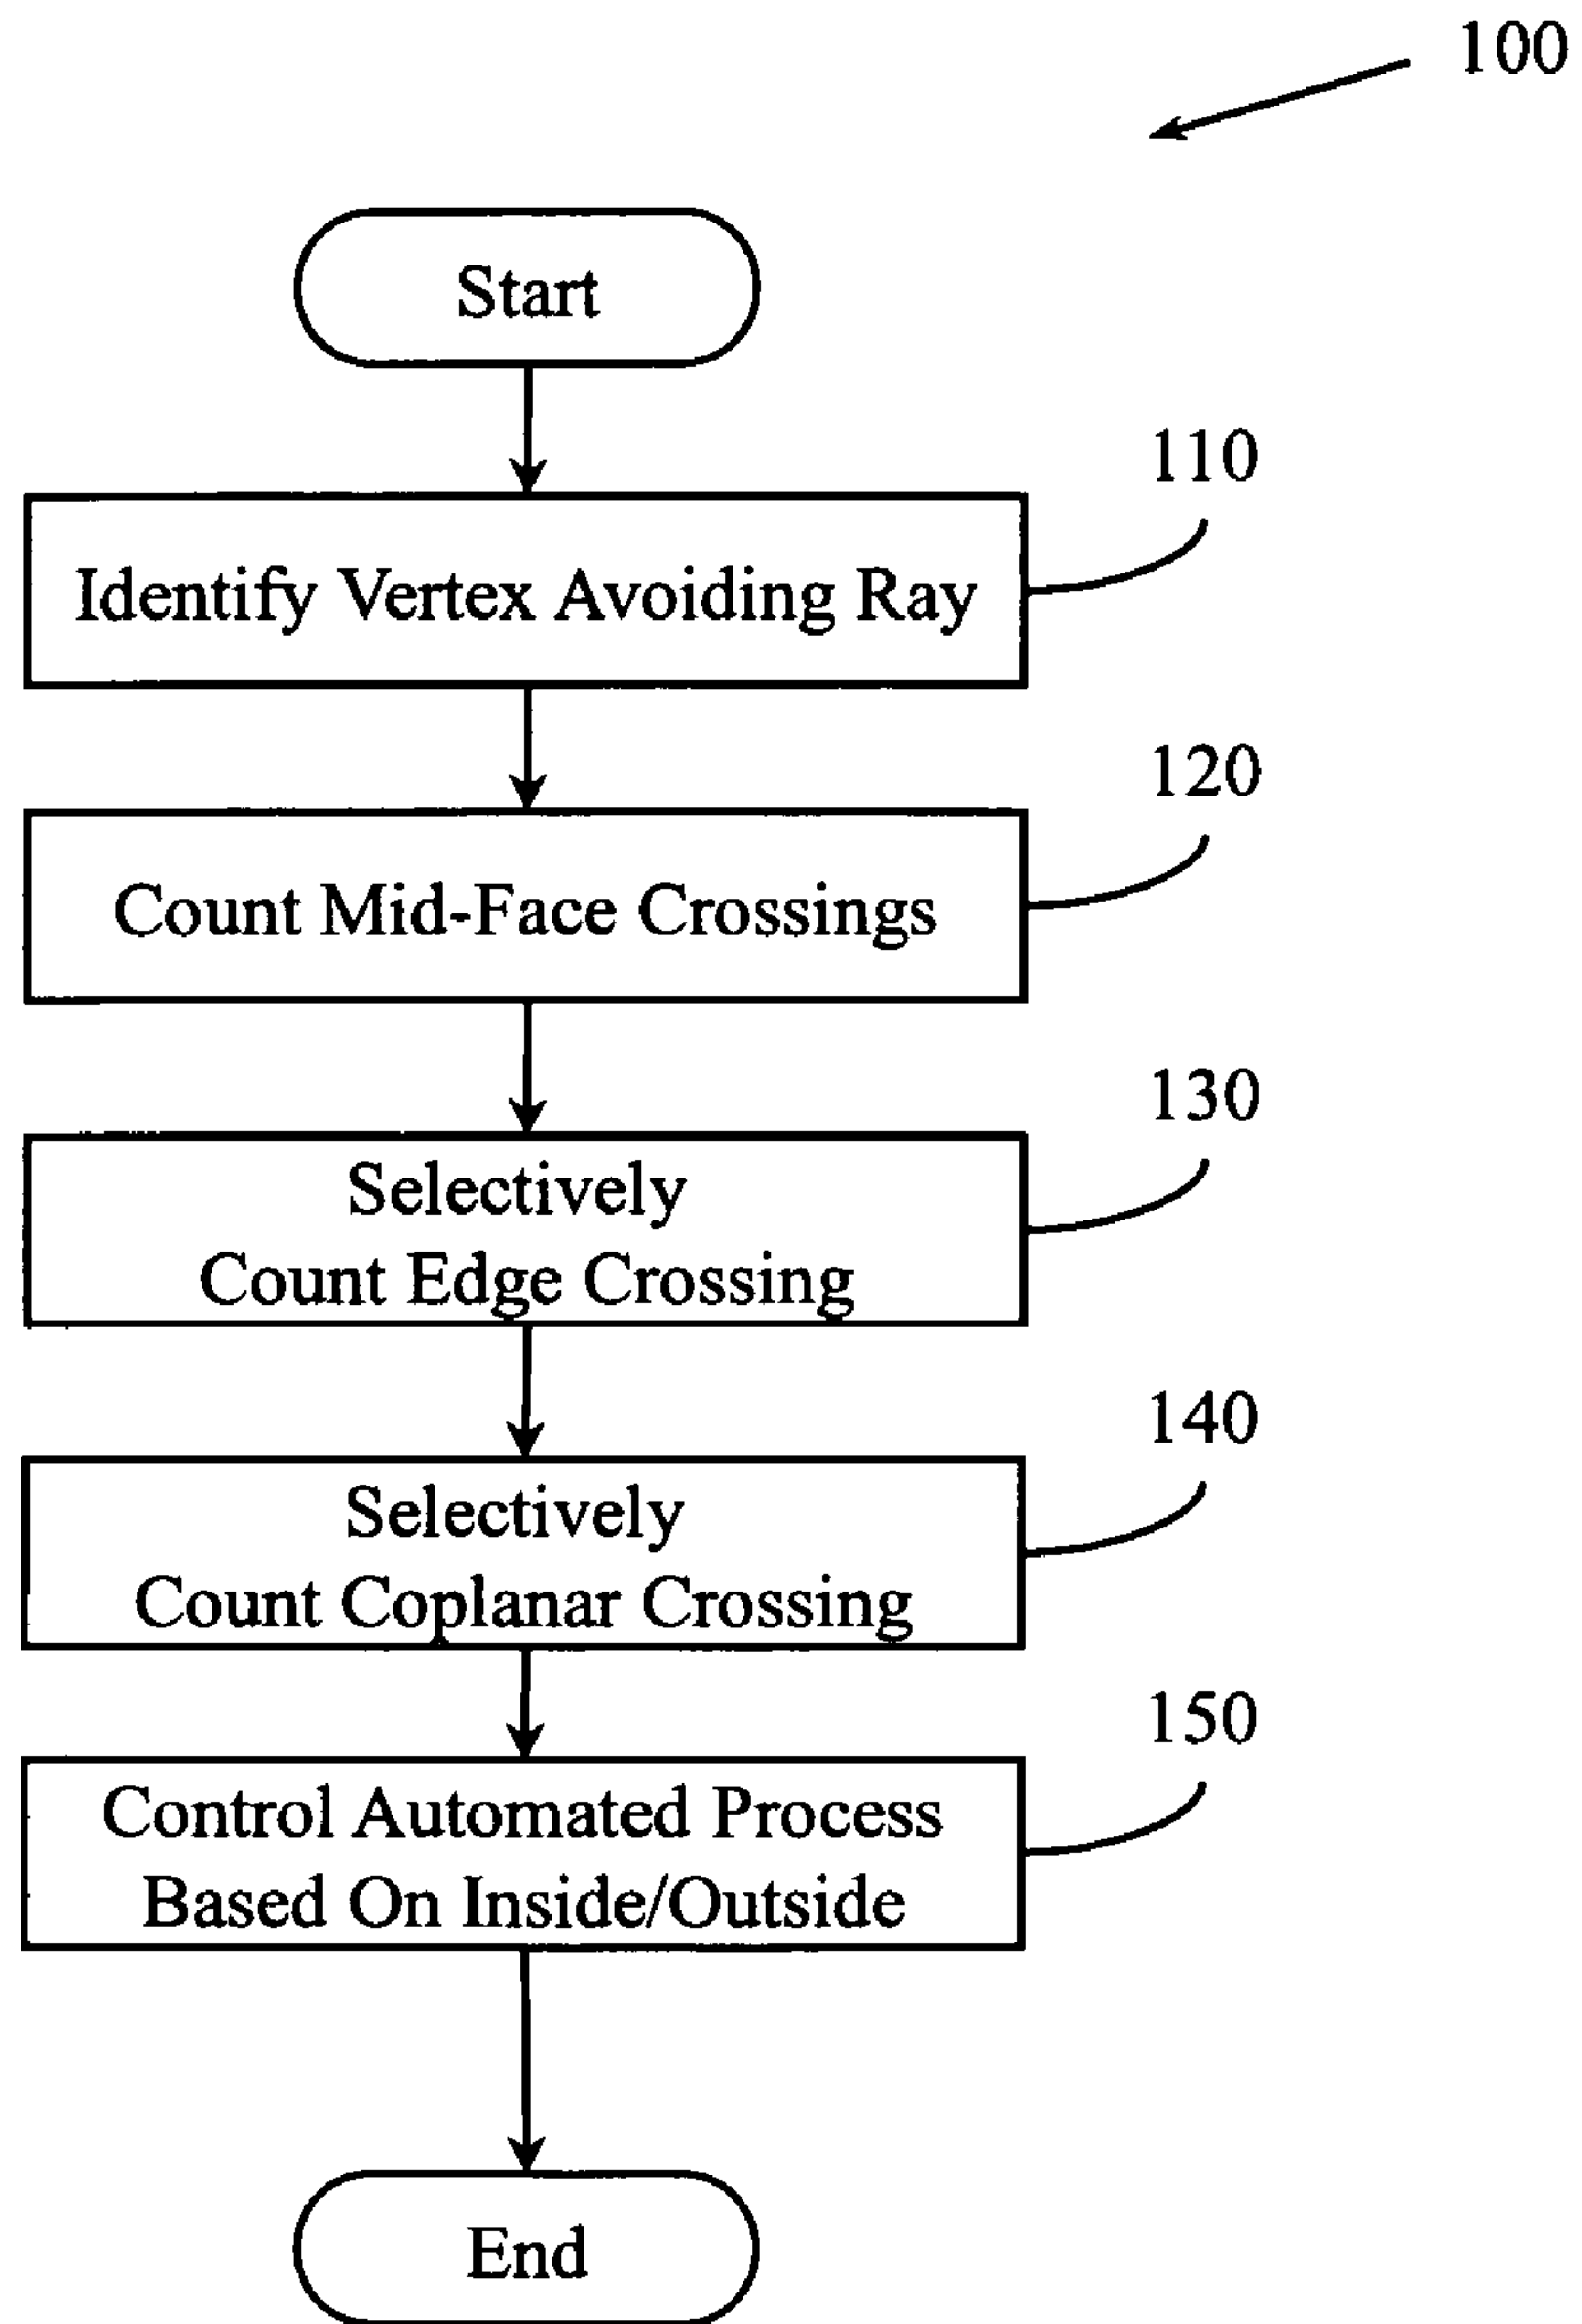 100
Start
110
Identify Vertex Avoiding Ray
120
Count Mid-Face Crossings
130
Selectively
Count Edge Crossing
140
Selectively
Count Coplanar Crossing
150
Control Automated Process
Based On Inside/Outside
End